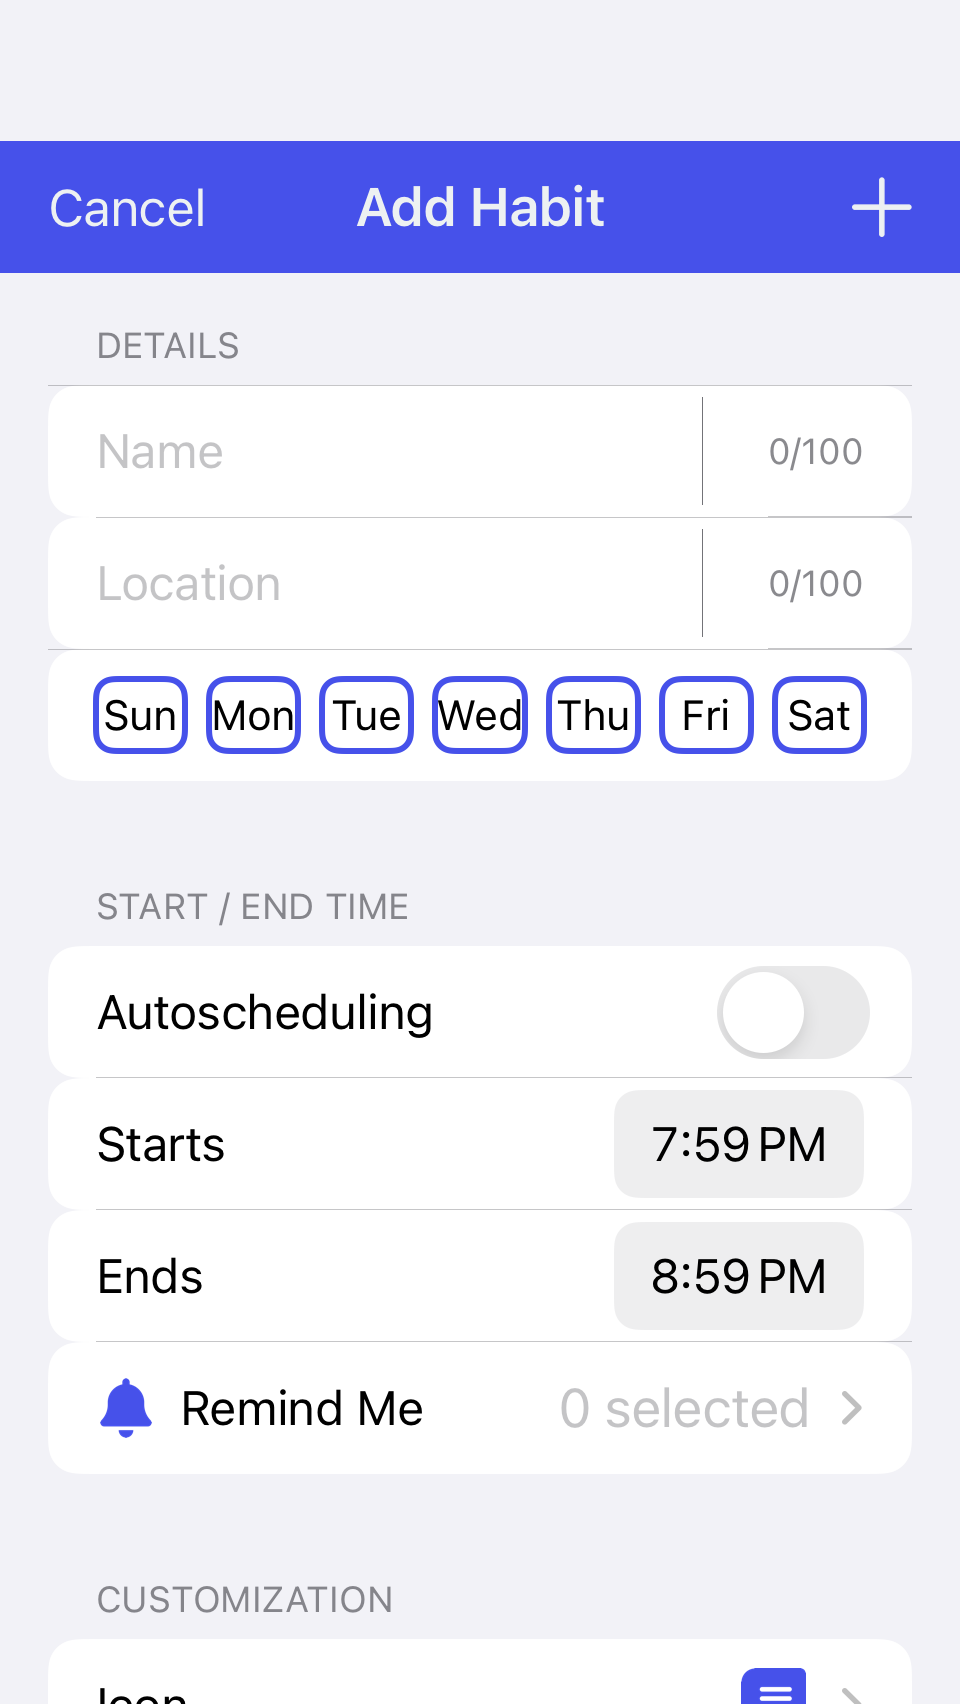 Cancel Add Habit
DETAILS
Name 0/100
Location 0/100
Sun Mon Tue Wed Thu Fri Sat
START / END TIME
Autoscheduling
Starts 7:59 PM
Ends 8:59 PM
Remind Me 0 selected
CUSTOMIZATION
Icon